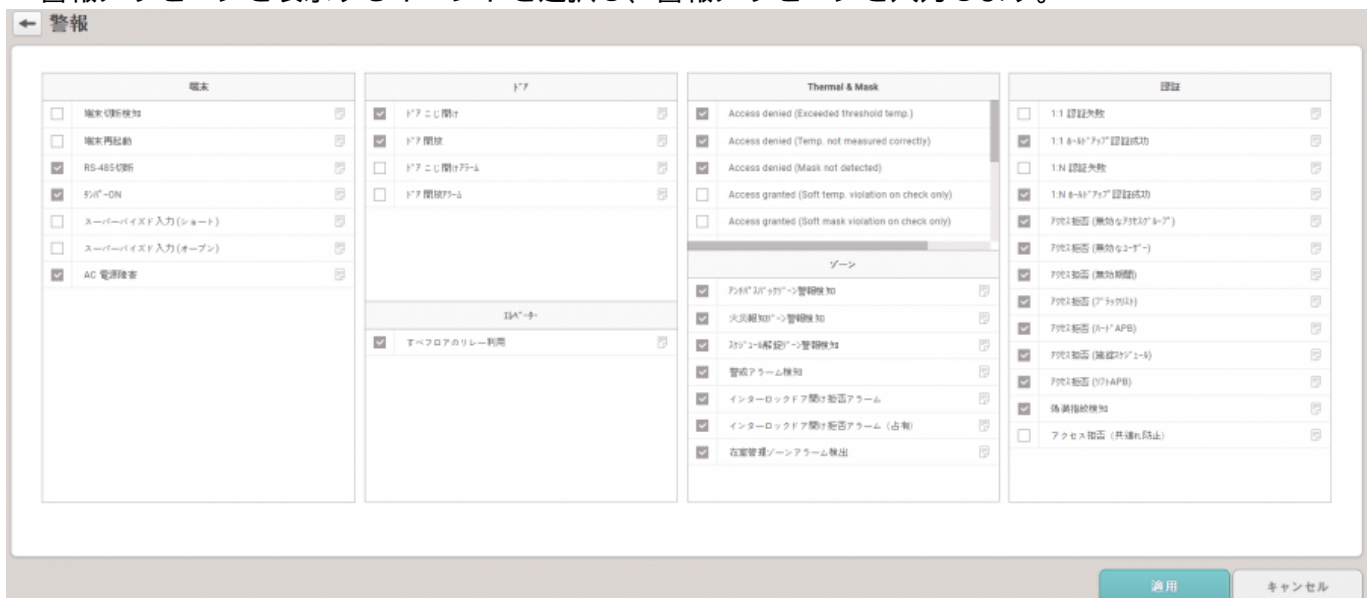 警報メッセージを表示するイベントを選択し、警報メッセージを入力します。
警報
端末
端末切断検知
端末再起動
RS-485切断
ﾀﾝﾊﾟｰON
スーパーバイズド入力(ショート)
スーパーバイズド入力(オープン)
AC 電源障害
ﾄﾞｱ
ﾄﾞｱ こじ開け
ﾄﾞｱ 開放
ﾄﾞｱ こじ開けｱﾗｰﾑ
ﾄﾞｱ 開放ｱﾗｰﾑ
ｴﾚﾍﾞｰﾀｰ
すべフロアのリレー利用
Thermal & Mask
Access denied (Exceeded threshold temp.)
Access denied (Temp. not measured correctly)
Access denied (Mask not detected)
Access granted (Soft temp. violation on check only)
Access granted (Soft mask violation on check only)
ゾーン
ｱﾝﾁﾊﾟｽﾊﾞｯｸｿﾞｰﾝ警報検知
火災報知ｿﾞｰﾝ警報検知
ｽｹｼﾞｭｰﾙ解錠ｿﾞｰﾝ警報検知
警戒アラーム検知
インターロックドア開け拒否アラーム
インターロックドア開け拒否アラーム（占有）
在室管理ゾーンアラーム検出
認証
1:1 認証失敗
1:1 ﾎｰﾙﾄﾞｱｯﾌﾟ認証成功
1:N 認証失敗
1:N ﾎｰﾙﾄﾞｱｯﾌﾟ認証成功
ｱｸｾｽ拒否 (無効なｱｸｾｽｸﾞﾙｰﾌﾟ)
ｱｸｾｽ拒否 (無効なﾕｰｻﾞｰ)
ｱｸｾｽ拒否 (無効期間)
ｱｸｾｽ拒否 (ﾌﾞﾗｯｸﾘｽﾄ)
ｱｸｾｽ拒否 (ﾊｰﾄﾞAPB)
ｱｸｾｽ拒否 (施錠ｽｹｼﾞｭｰﾙ)
ｱｸｾｽ拒否 (ｿﾌﾄAPB)
偽装指紋検知
アクセス拒否（共連れ防止）
適用
キャンセル